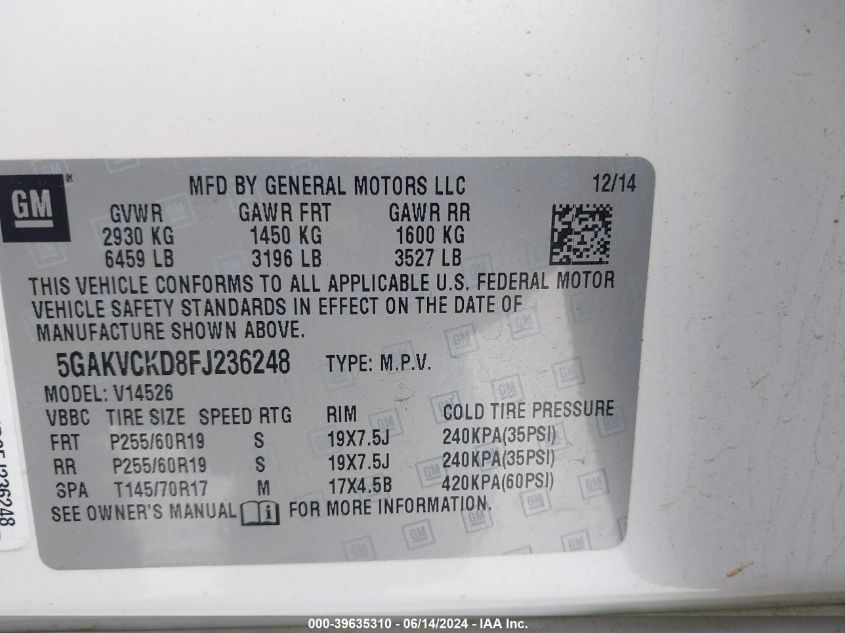 GM ®
MFD BY GENERAL MOTORS LLC 12/14
GVWR GAWR FRT GAWR RR
2930 KG 1450 KG 1600 KG
6459 LB 3196 LB 3527 LB
THIS VEHICLE CONFORMS TO ALL APPLICABLE U.S. FEDERAL MOTOR
VEHICLE SAFETY STANDARDS IN EFFECT ON THE DATE OF
MANUFACTURE SHOWN ABOVE.
5GAKVCKD8FJ236248 TYPE: M.P.V.
MODEL: V14526
VBBC TIRE SIZE SPEED RTG RIM COLD TIRE PRESSURE
FRT P255/60R19 S 19X7.5J 240KPA(35PSI)
RR P255/60R19 S 19X7.5J 240KPA(35PSI)
SPA T145/70R17 M 17X4.5B 420KPA(60PSI)
SEE OWNER'S MANUAL FOR MORE INFORMATION.
J236248
000-39635310 - 06/14/2024 - IAA Inc.